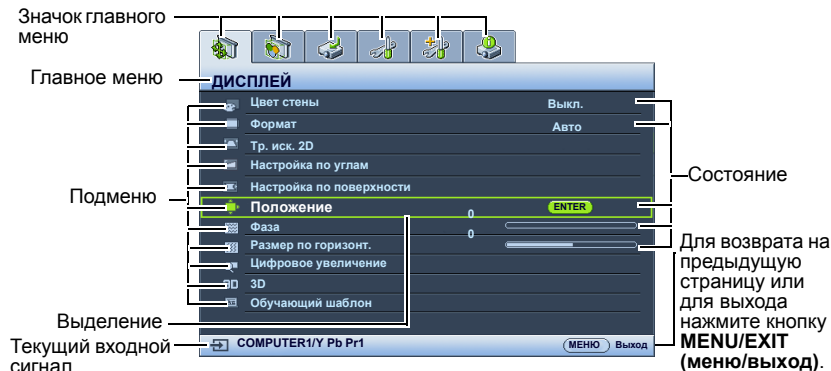 Значок главного
меню
Главное меню
ДИСПЛЕЙ
Цвет стены Выкл.
Формат Авто
Тр. иск. 2D
Настройка по углам
Настройка по поверхности
Положение ENTER
Фаза 0
Размер по горизонт. 0
Цифровое увеличение
3D 3D
Обучающий шаблон
Подменю
Состояние
Выделение
Текущий входной
сигнал
COMPUTER1/Y Pb Pr1
МЕНЮ Выход
Для возврата на
предыдущую
страницу или
для выхода
нажмите кнопку
MENU/EXIT
(меню/выход).